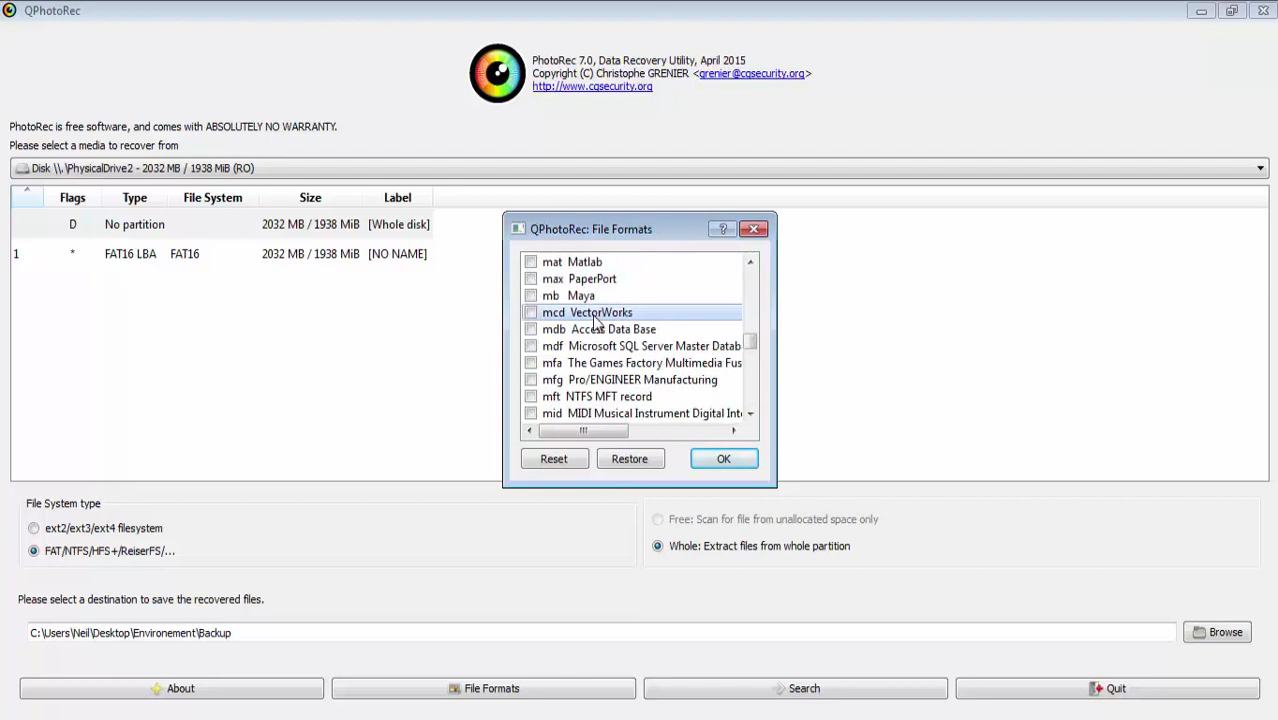 QPhotoRec
PhotoRec 7.0, Data Recovery Utility, April 2015
Copyright (C) Christophe GRENIER <grenier@cgsecurity.org>
http://www.cgsecurity.org
PhotoRec is free software, and comes with ABSOLUTELY NO WARRANTY.
Please select a media to recover from
Disk \\.\PhysicalDrive2 - 2032 MB / 1938 MiB (RO)
Flags Type File System Size Label
D No partition 2032 MB / 1938 MiB [Whole disk]
1 * FAT16 LBA FAT16 2032 MB / 1938 MiB [NO NAME]
QPhotoRec: File Formats
mat Matlab
max PaperPort
mb Maya
mcd VectorWorks
mdb Access Data Base
mdf Microsoft SQL Server Master Datab
mfa The Games Factory Multimedia Fus
mfg Pro/ENGINEER Manufacturing
mft NTFS MFT record
mid MIDI Musical Instrument Digital Inte
Reset Restore OK
File System type
ext2/ext3/ext4 filesystem
FAT/NTFS/HFS+/ReiserFS/...
Free: Scan for file from unallocated space only
Whole: Extract files from whole partition
Please select a destination to save the recovered files.
C:\Users\Neil\Desktop\Environement\Backup
Browse
About File Formats Search Quit